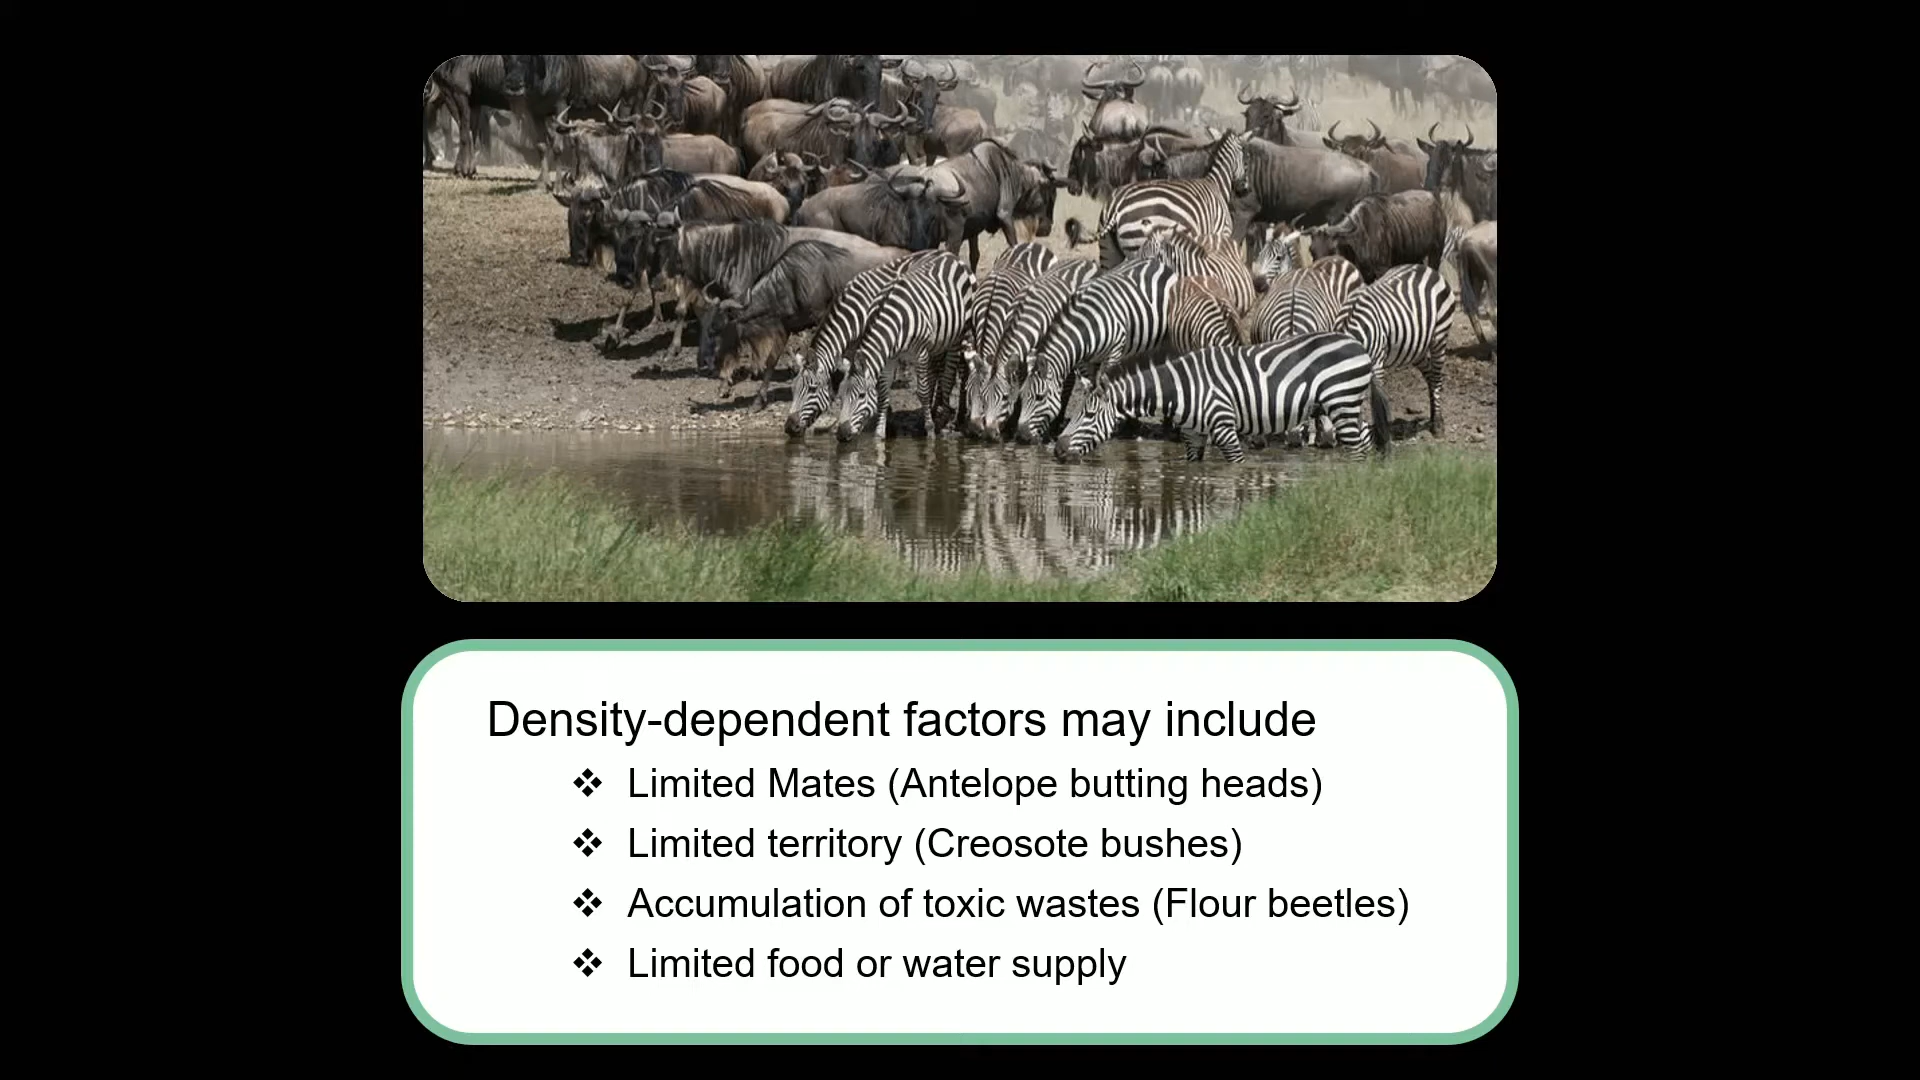 Density-dependent factors may include
❖ Limited Mates (Antelope butting heads)
❖ Limited territory (Creosote bushes)
❖ Accumulation of toxic wastes (Flour beetles)
❖ Limited food or water supply